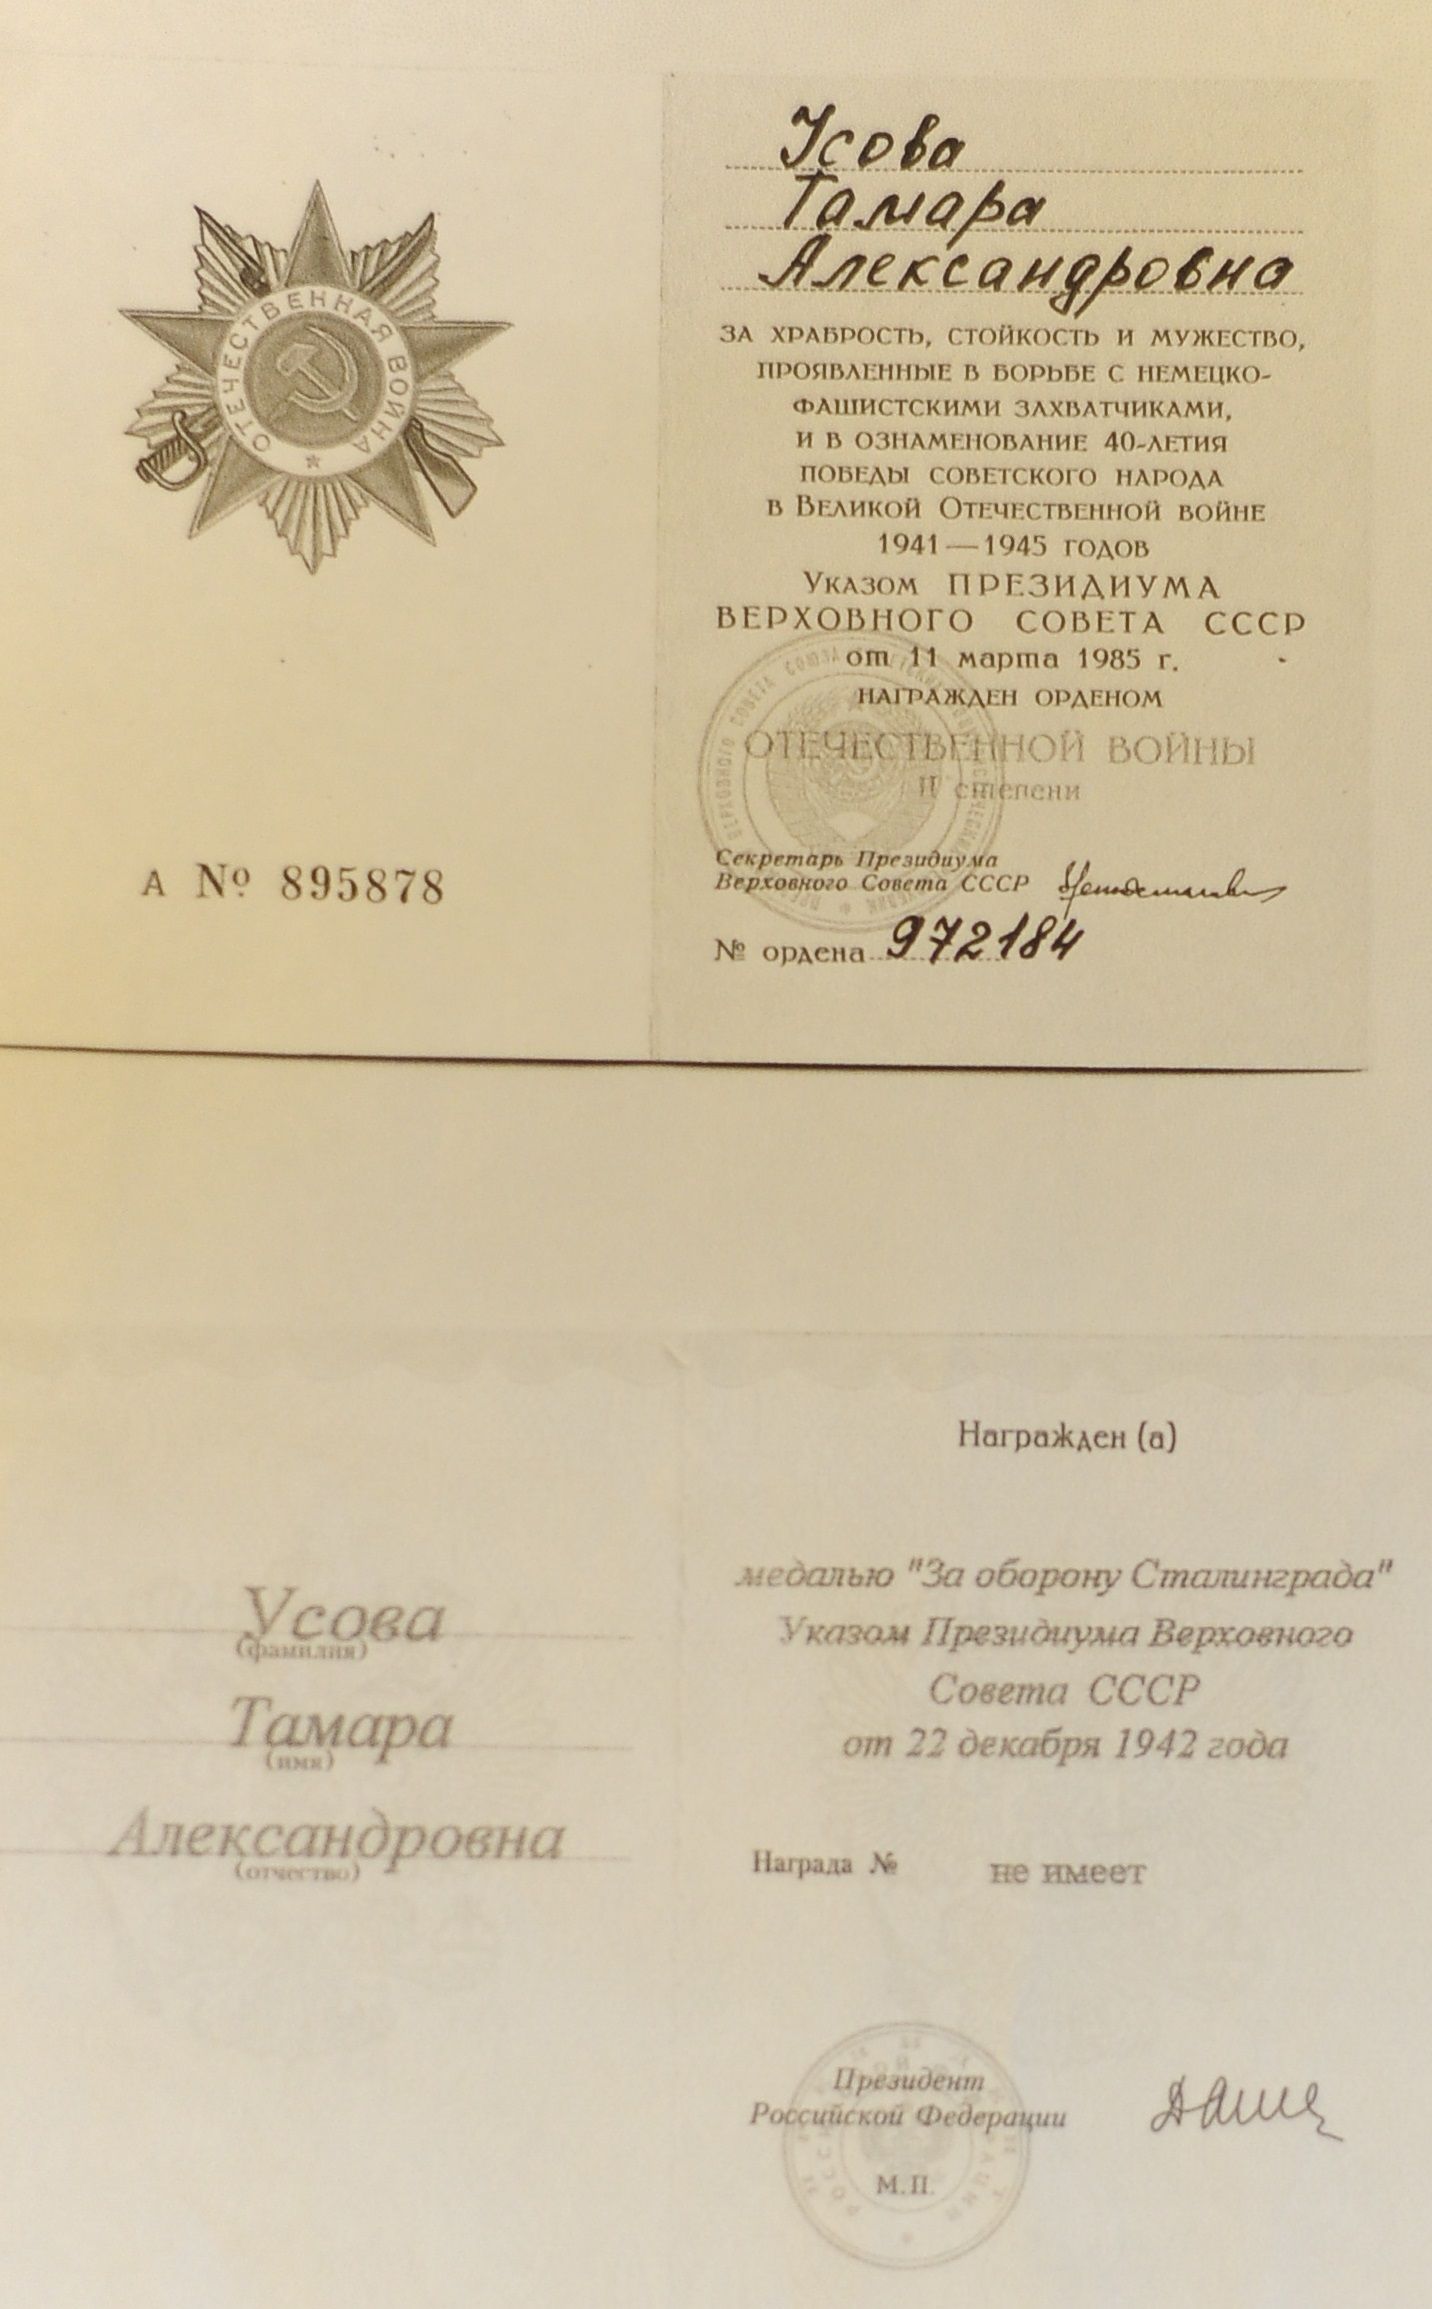 ОТЕЧЕСТВЕННАЯ ВОЙНА
А № 895878
Усова
Тамара
Александровна
ЗА ХРАБРОСТЬ, СТОЙКОСТЬ И МУЖЕСТВО,
ПРОЯВЛЕННЫЕ В БОРЬБЕ С НЕМЕЦКО-
ФАШИСТСКИМИ ЗАХВАТЧИКАМИ,
И В ОЗНАМЕНОВАНИЕ 40-ЛЕТИЯ
ПОБЕДЫ СОВЕТСКОГО НАРОДА
В ВЕЛИКОЙ ОТЕЧЕСТВЕННОЙ ВОЙНЕ
1941—1945 ГОДОВ
УКАЗОМ ПРЕЗИДИУМА
ВЕРХОВНОГО СОВЕТА СССР
от 11 марта 1985 г.
НАГРАЖДЕН ОРДЕНОМ
ОТЕЧЕСТВЕННОЙ ВОЙНЫ
II степени
Секретарь Президиума
Верховного Совета СССР
№ ордена 972184
Усова
(фамилия)
Тамара
(имя)
Александровна
(отчество)
Награжден (а)
медалью "За оборону Сталинграда"
Указом Президиума Верховного
Совета СССР
от 22 декабря 1942 года
Награда № не имеет
Президент
Российской Федерации
М.П.